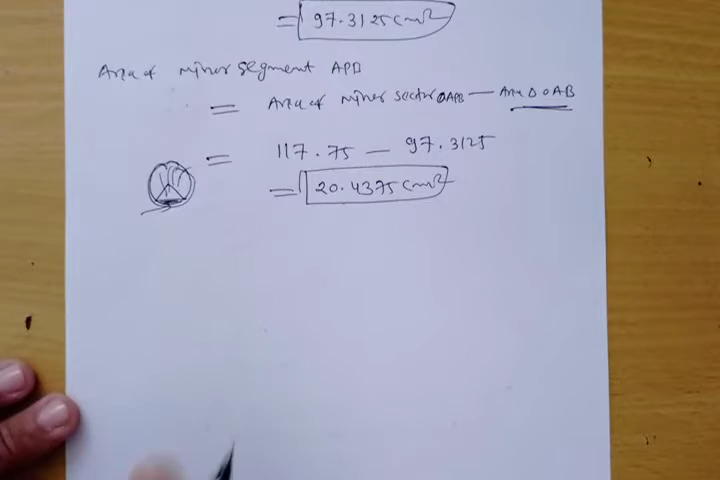 = 97.3125 cm²
Area of minor segment APB
= Area of minor sector OAPB — Area Δ OAB
= 117.75 — 97.3125
= 20.4375 cm²